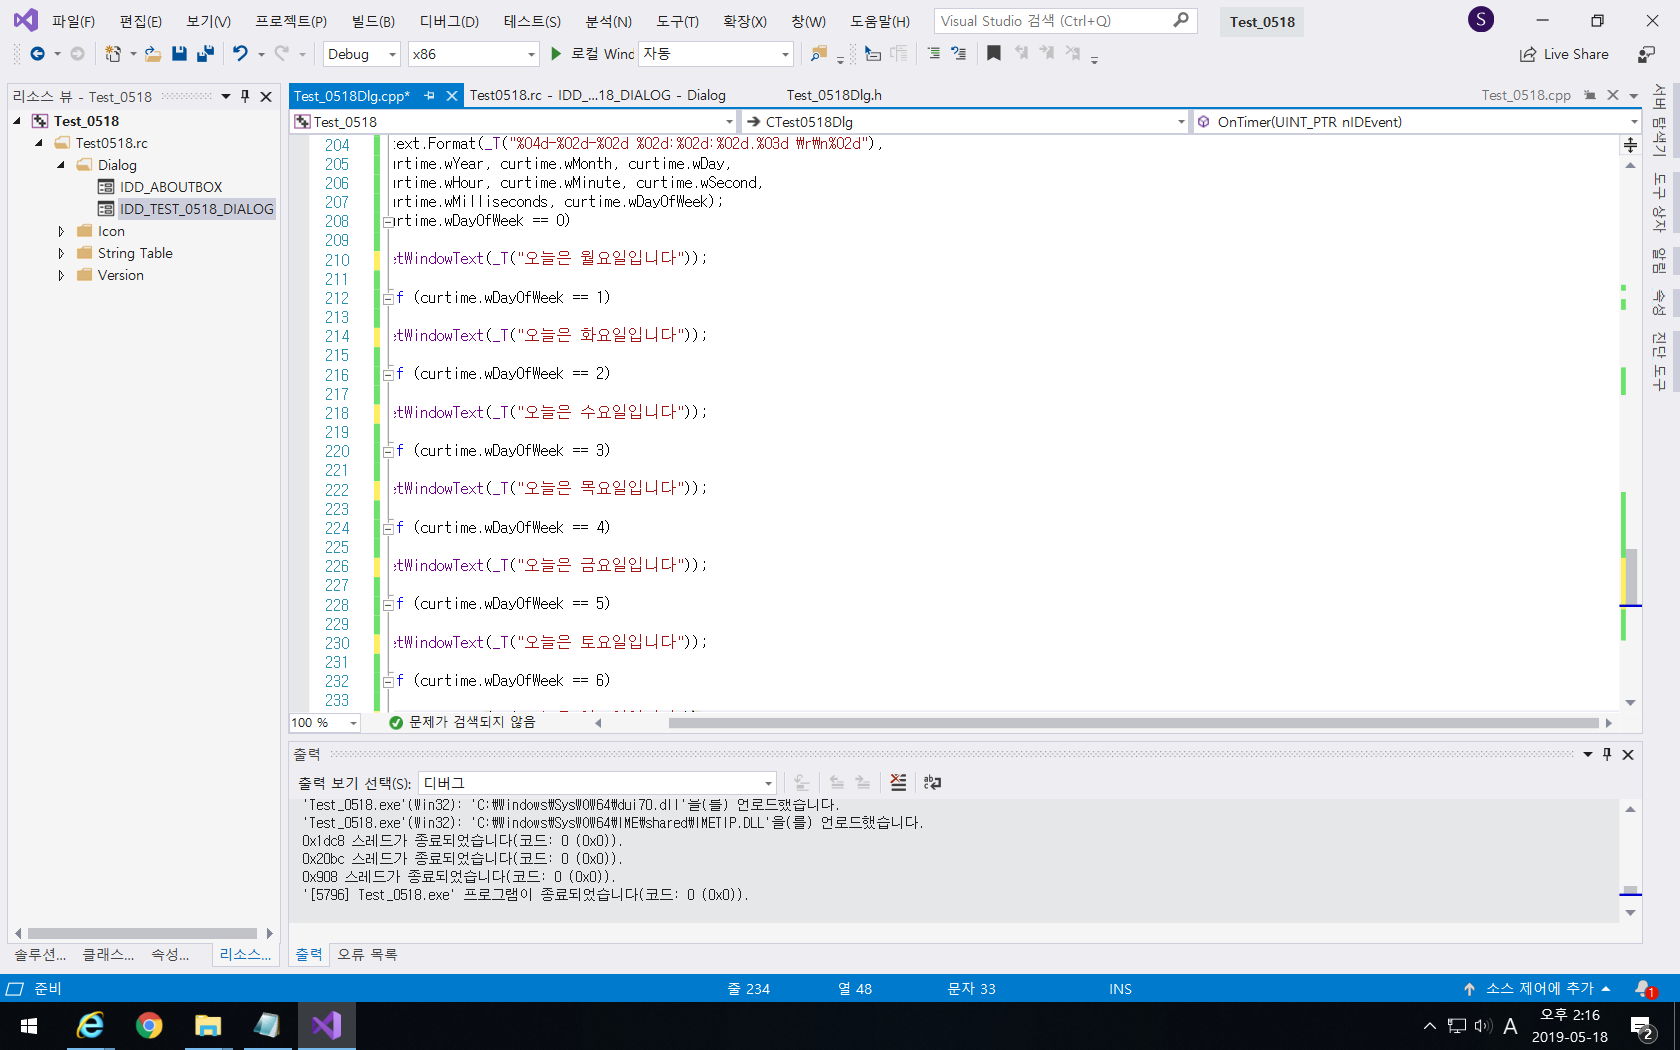 파일(F) 편집(E) 보기(V) 프로젝트(P) 빌드(B) 디버그(D) 테스트(S) 분석(N) 도구(T) 확장(X) 창(W) 도움말(H) Visual Studio 검색 (Ctrl+Q) Test_0518 S
Debug x86 로컬 Wind 자동 Live Share
리소스 뷰 - Test_0518
Test_0518
Test0518.rc
Dialog
IDD_ABOUTBOX
IDD_TEST_0518_DIALOG
Icon
String Table
Version
솔루션... 클래스... 속성... 리소스...
Test_0518Dlg.cpp* Test0518.rc - IDD_...18_DIALOG - Dialog Test_0518Dlg.h Test_0518.cpp
Test_0518 CTest0518Dlg OnTimer(UINT_PTR nIDEvent)
204 ext.Format(_T("%04d-%02d-%02d %02d:%02d:%02d.%03d ₩r₩n%02d"),
205 urtime.wYear, curtime.wMonth, curtime.wDay,
206 urtime.wHour, curtime.wMinute, curtime.wSecond,
207 urtime.wMilliseconds, curtime.wDayOfWeek);
208 urtime.wDayOfWeek == 0)
209
210 etWindowText(_T("오늘은 월요일입니다"));
211
212 f (curtime.wDayOfWeek == 1)
213
214 etWindowText(_T("오늘은 화요일입니다"));
215
216 f (curtime.wDayOfWeek == 2)
217
218 etWindowText(_T("오늘은 수요일입니다"));
219
220 f (curtime.wDayOfWeek == 3)
221
222 etWindowText(_T("오늘은 목요일입니다"));
223
224 f (curtime.wDayOfWeek == 4)
225
226 etWindowText(_T("오늘은 금요일입니다"));
227
228 f (curtime.wDayOfWeek == 5)
229
230 etWindowText(_T("오늘은 토요일입니다"));
231
232 f (curtime.wDayOfWeek == 6)
233
100 % 문제가 검색되지 않음
서버 탐색기
도구 상자
알림
속성
진단 도구
출력
출력 보기 선택(S): 디버그
'Test_0518.exe'(Win32): 'C:₩Windows₩SysWOW64₩dui70.dll'을(를) 언로드했습니다.
'Test_0518.exe'(Win32): 'C:₩Windows₩SysWOW64₩IME₩shared₩IMETIP.DLL'을(를) 언로드했습니다.
0x1dc8 스레드가 종료되었습니다(코드: 0 (0x0)).
0x20bc 스레드가 종료되었습니다(코드: 0 (0x0)).
0x908 스레드가 종료되었습니다(코드: 0 (0x0)).
'[5796] Test_0518.exe' 프로그램이 종료되었습니다(코드: 0 (0x0)).
출력 오류 목록
준비 줄 234 열 48 문자 33 INS 소스 제어에 추가 1
A 오후 2:16
2019-05-18 2